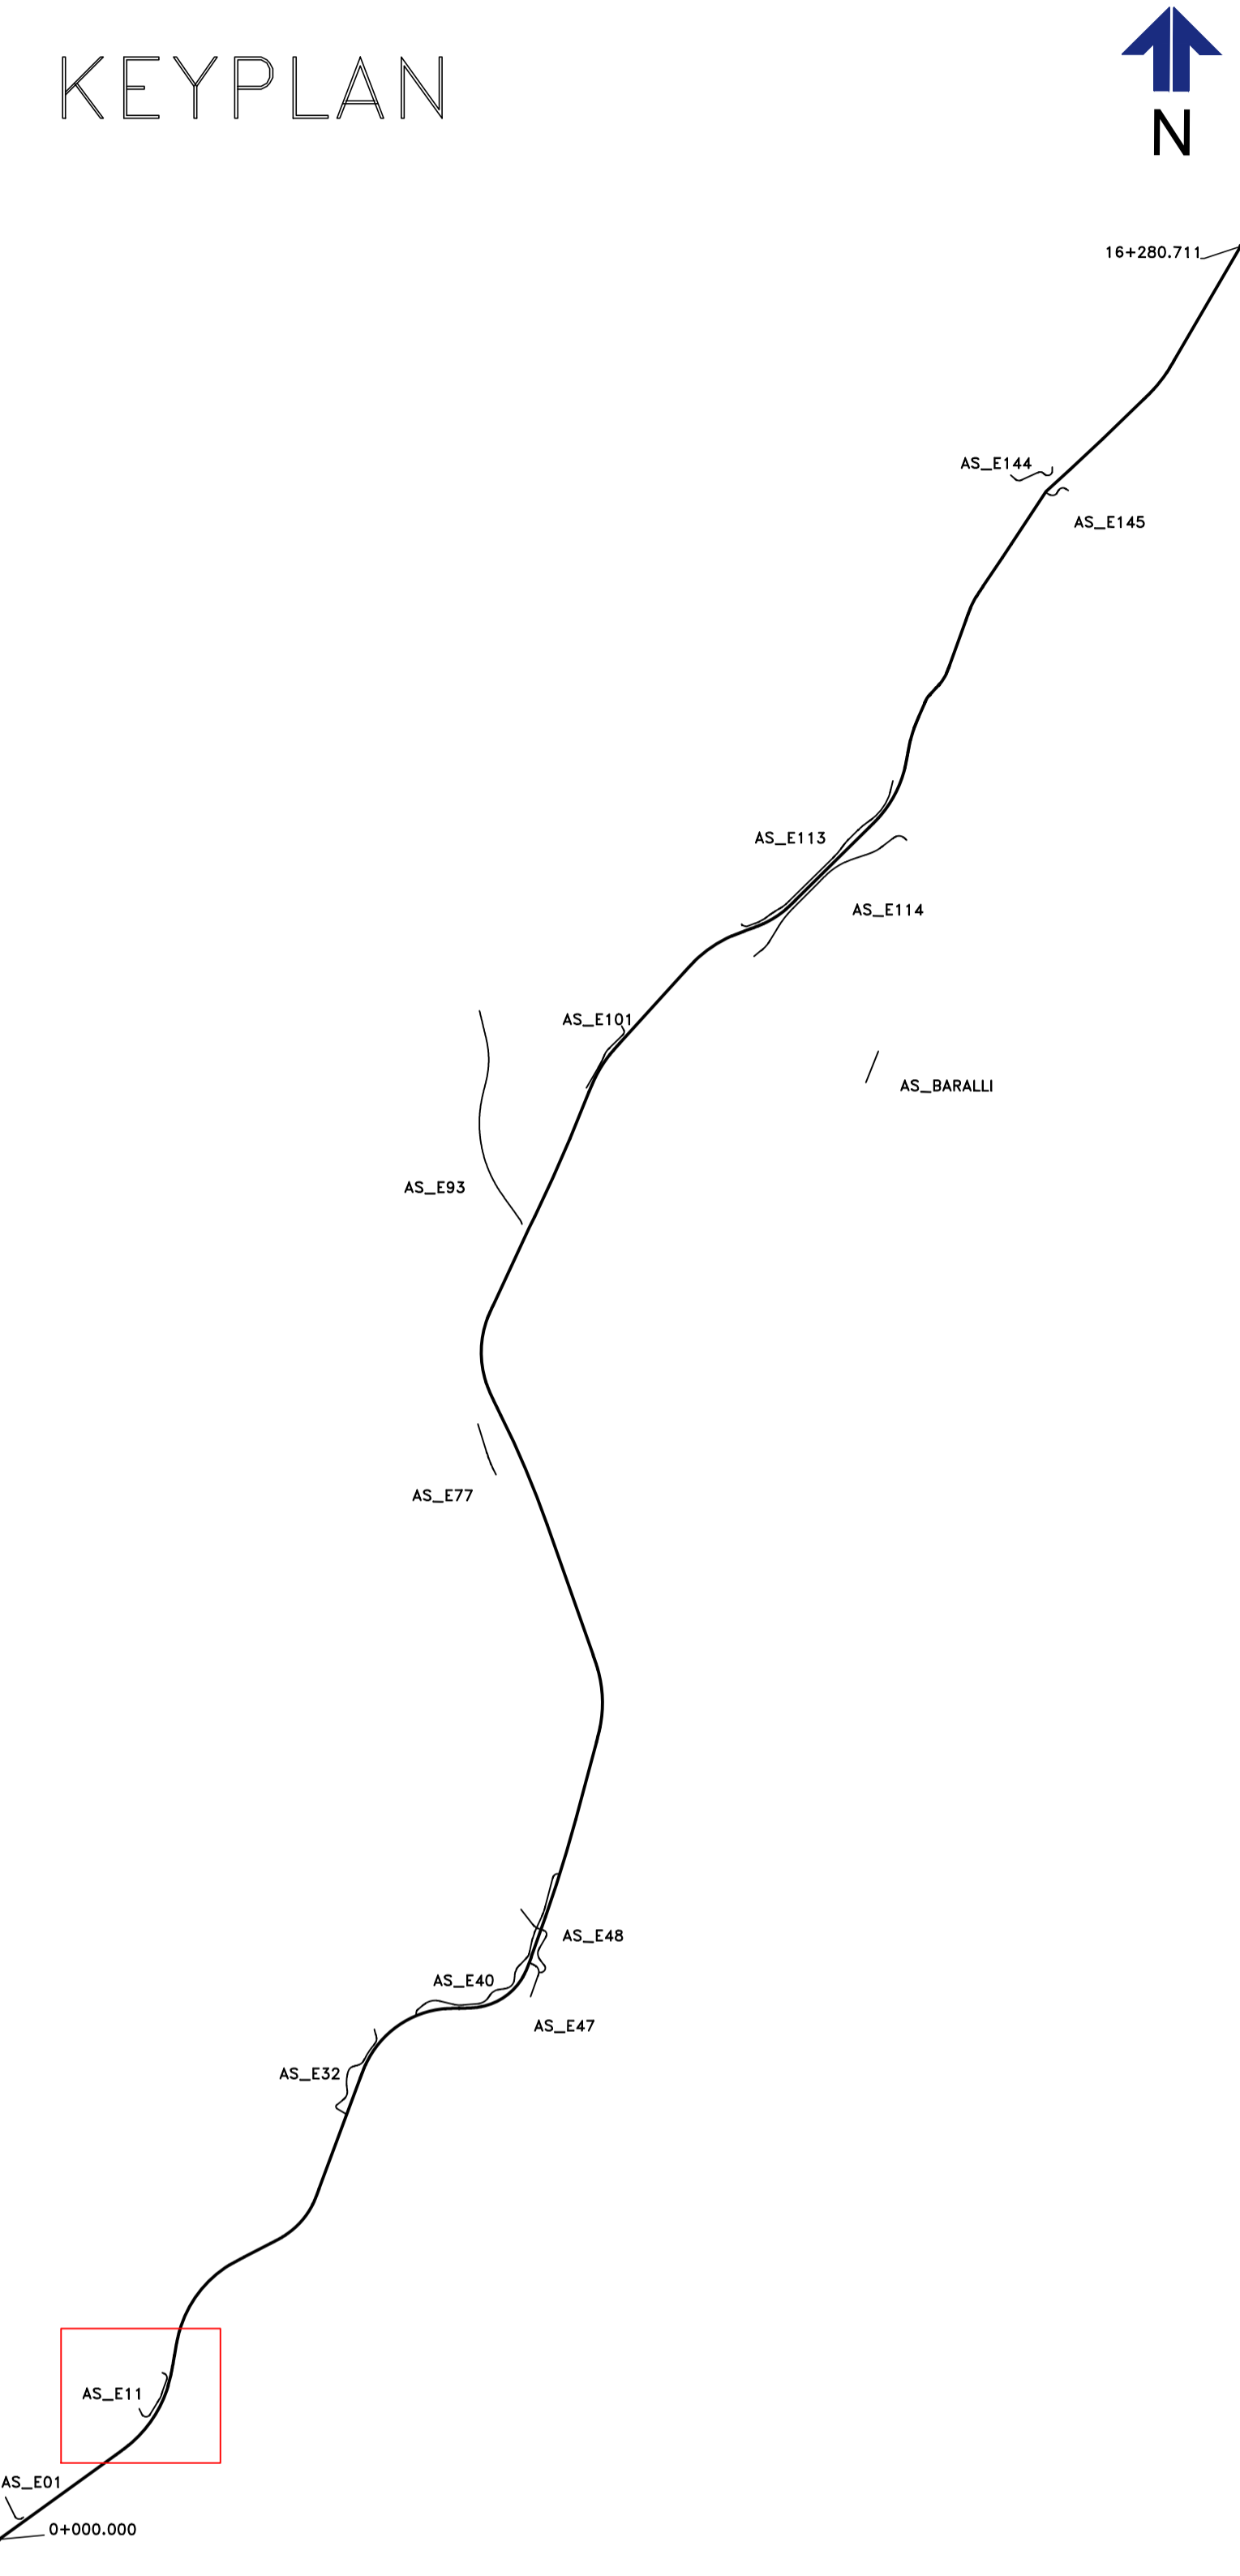 KEYPLAN
N
16+280.711
AS_E144
AS_E145
AS_E113
AS_E114
AS_E101
AS_BARALLI
AS_E93
AS_E77
AS_E48
AS_E40
AS_E47
AS_E32
AS_E11
AS_E01
0+000.000